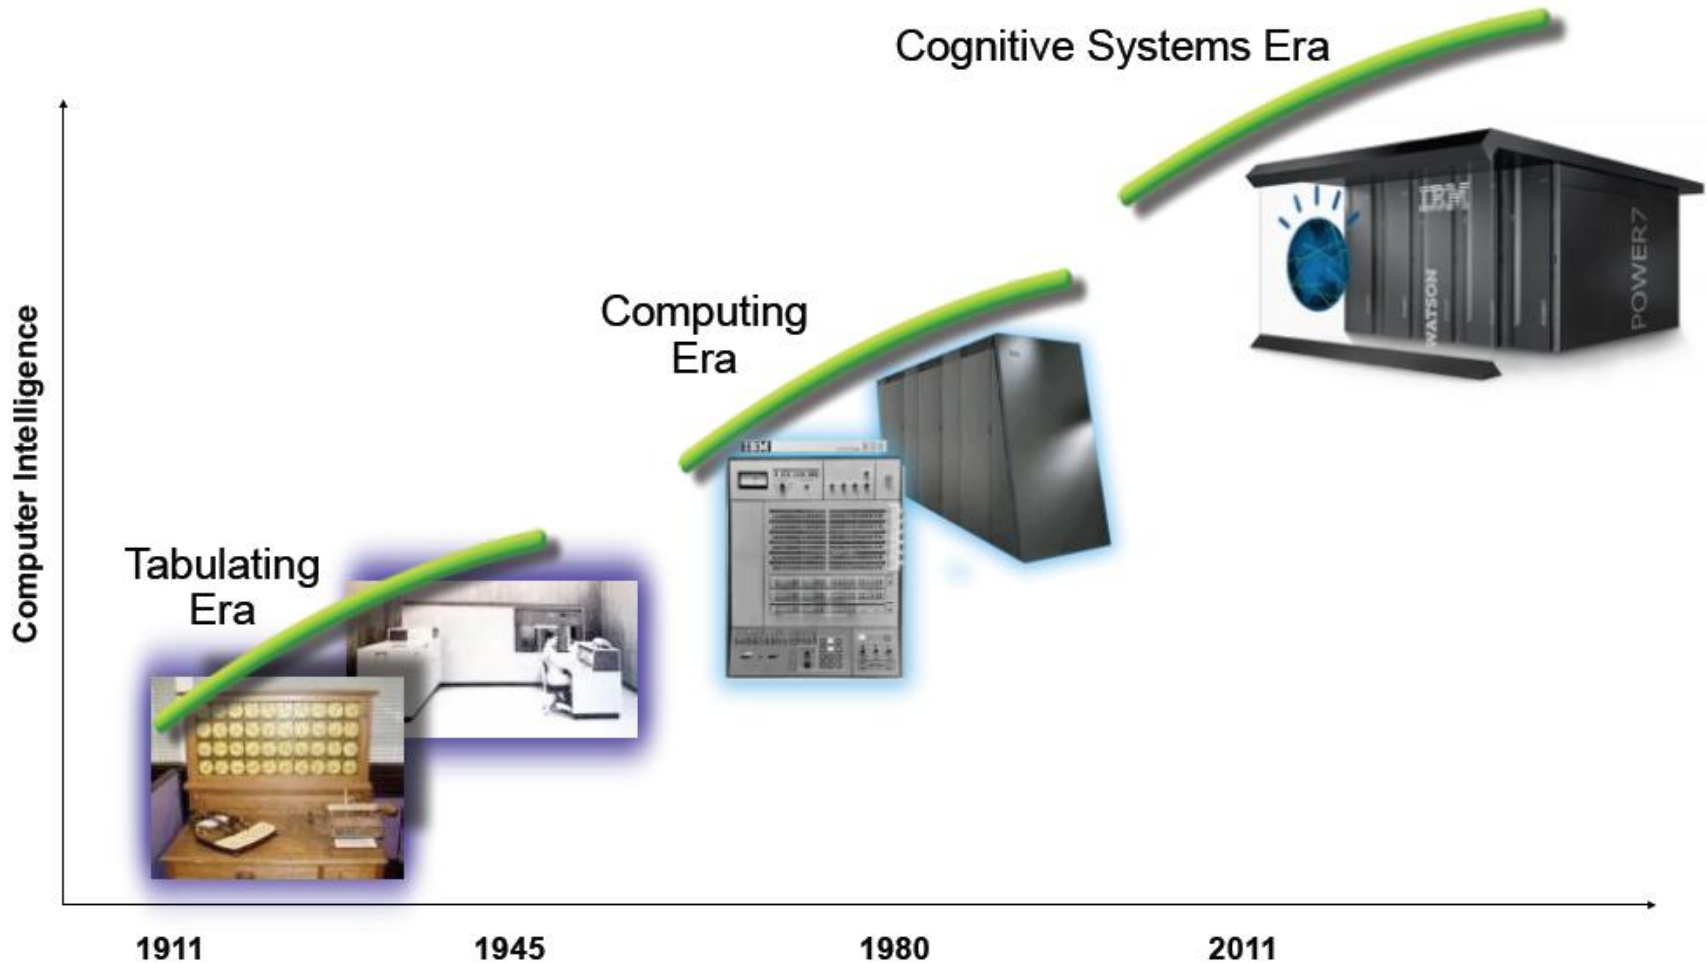 Cognitive Systems Era
IBM
WATSON
POWER7
Computing
Era
IBM
Tabulating
Era
Computer Intelligence
1911
1945
1980
2011